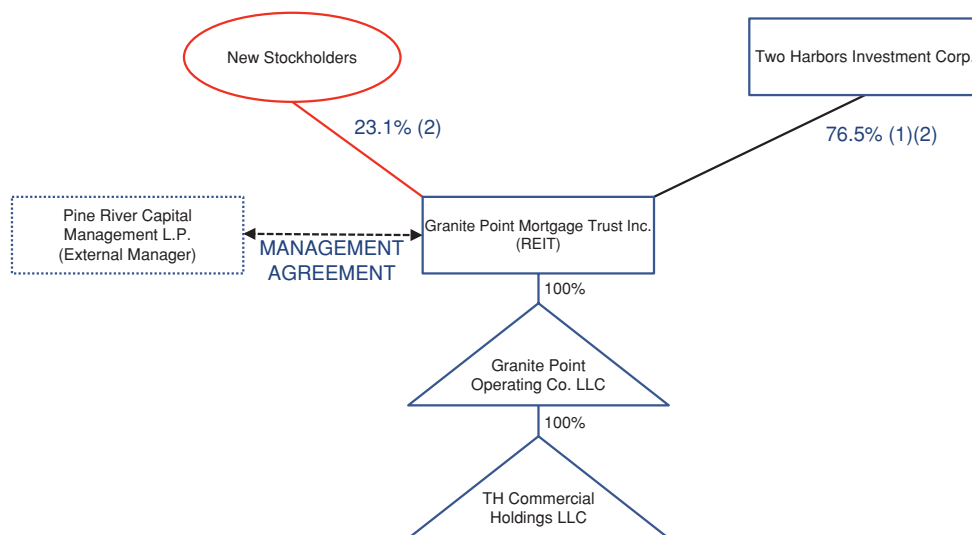 New Stockholders
Two Harbors Investment Corp.
23.1% (2)
76.5% (1)(2)
Pine River Capital
Management L.P.
(External Manager)
MANAGEMENT
AGREEMENT
Granite Point Mortgage Trust Inc.
(REIT)
100%
Granite Point
Operating Co. LLC
100%
TH Commercial
Holdings LLC